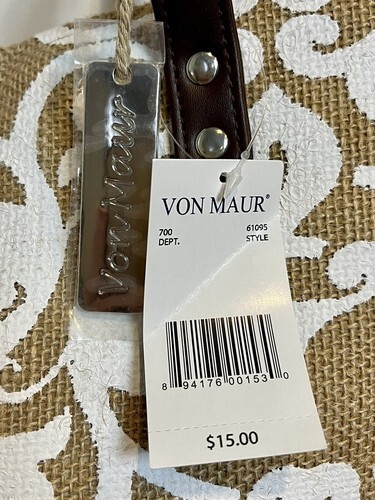 Von Maur
VON MAUR®
700 61095
DEPT. STYLE
8 94176 00153 0
$15.00